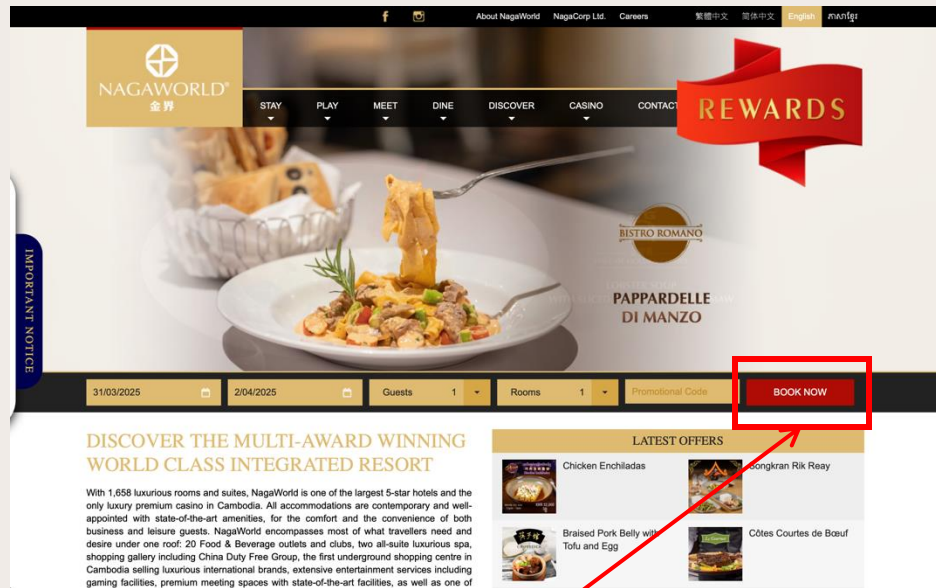 About NagaWorld NagaCorp Ltd. Careers 繁體中文 简体中文 English ភាសាខ្មែរ
NAGAWORLD®
金界
STAY PLAY MEET DINE DISCOVER CASINO CONTACT
REWARDS
BISTRO ROMANO
PAPPARDELLE
DI MANZO
IMPORTANT NOTICE
31/03/2025 2/04/2025 Guests 1 Rooms 1 Promotional Code BOOK NOW
DISCOVER THE MULTI-AWARD WINNING
WORLD CLASS INTEGRATED RESORT
With 1,658 luxurious rooms and suites, NagaWorld is one of the largest 5-star hotels and the
only luxury premium casino in Cambodia. All accommodations are contemporary and well-
appointed with state-of-the-art amenities, for the comfort and the convenience of both
business and leisure guests. NagaWorld encompasses most of what travellers need and
desire under one roof: 20 Food & Beverage outlets and clubs, two all-suite luxurious spa,
shopping gallery including China Duty Free Group, the first underground shopping centre in
Cambodia selling luxurious international brands, extensive entertainment services including
gaming facilities, premium meeting spaces with state-of-the-art facilities, as well as one of
LATEST OFFERS
Chicken Enchiladas
Songkran Rik Reay
Braised Pork Belly with
Tofu and Egg
Côtes Courtes de Bœuf